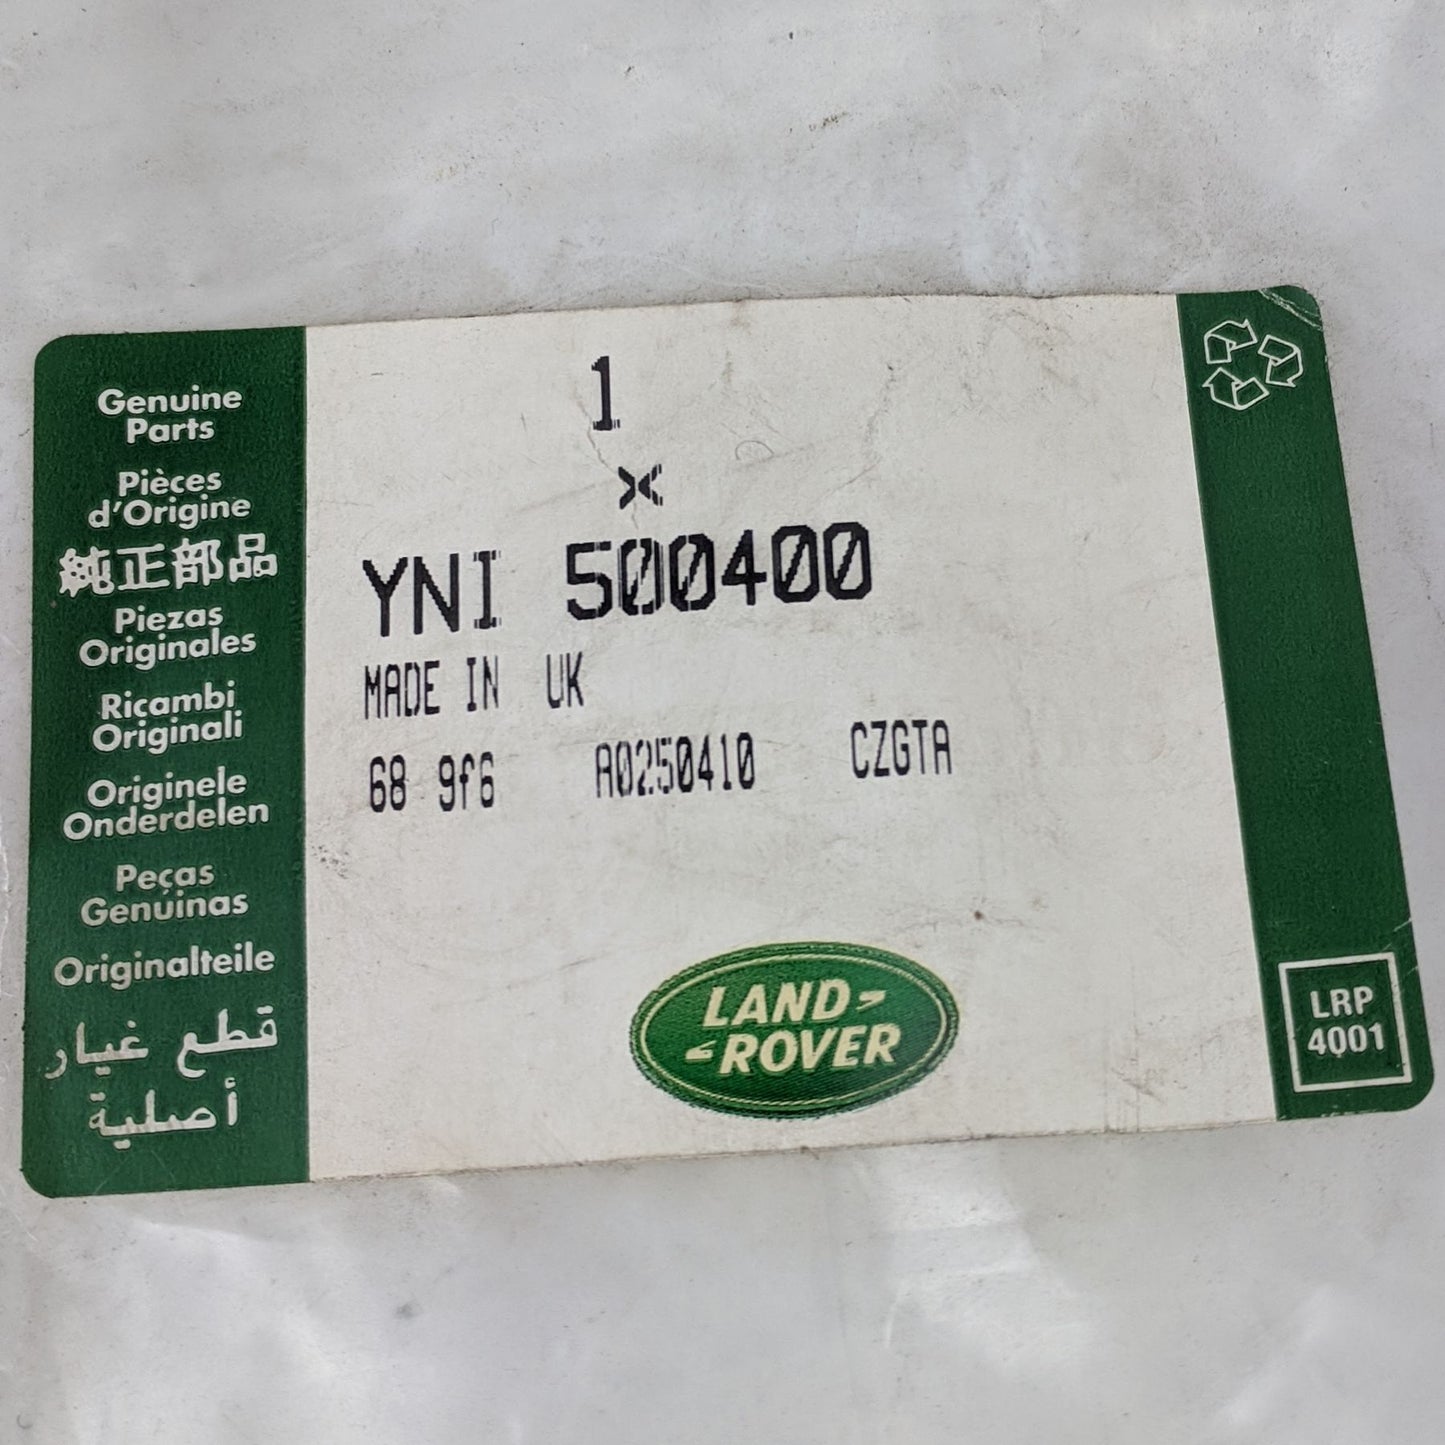 Genuine
Parts
Pièces
d'Origine
純正部品
Piezas
Originales
Ricambi
Originali
Originele
Onderdelen
Peças
Genuinas
Originalteile
قطع غيار
أصلية
1
X
YNI 500400
MADE IN UK
68 9f6 A0250410 CZGTA
LAND-
ROVER
LRP
4001